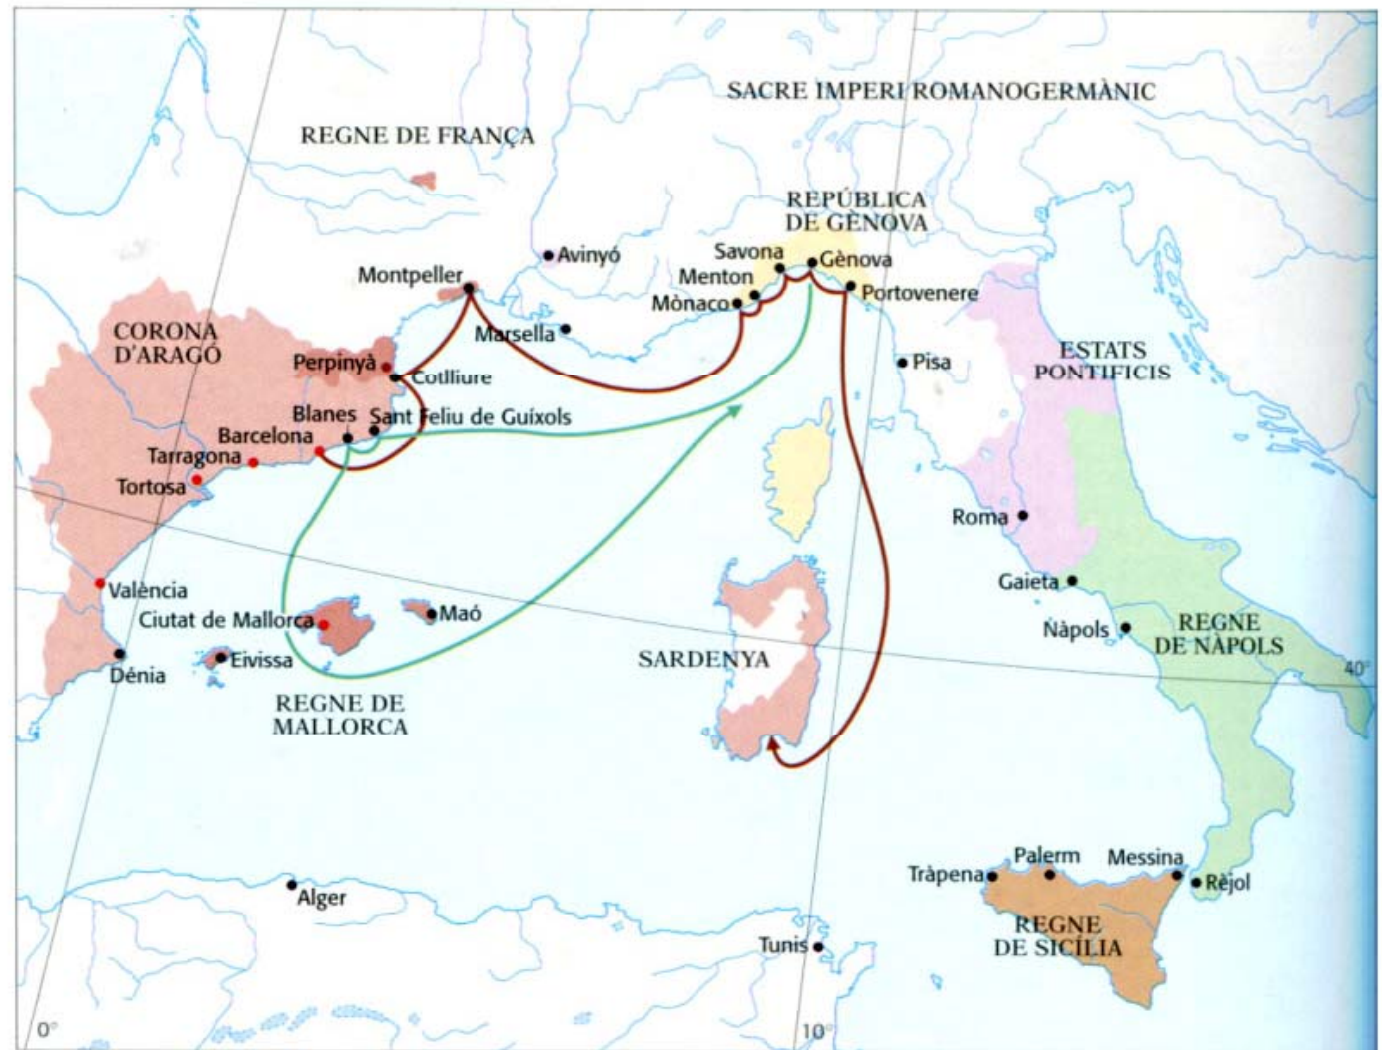 SACRE IMPERI ROMANOGERMÀNIC
REGNE DE FRANÇA
REPÚBLICA
DE GÈNOVA
Avinyó
Savona
Gènova
Montpeller
Menton
Portovenere
Mònaco
CORONA
D'ARAGÓ
Marsella
Perpinyà
Cotlliure
Pisa
ESTATS
PONTIFICIS
Blanes
Sant Feliu de Guíxols
Barcelona
Tarragona
Tortosa
Roma
València
Gaieta
Ciutat de Mallorca
Maó
Nàpols
REGNE
DE NÀPOLS
Eivissa
Dénia
SARDENYA
40°
REGNE DE
MALLORCA
Palerm
Messina
Tràpena
Rèjol
Alger
REGNE
DE SICÍLIA
Tunis
0°
10°